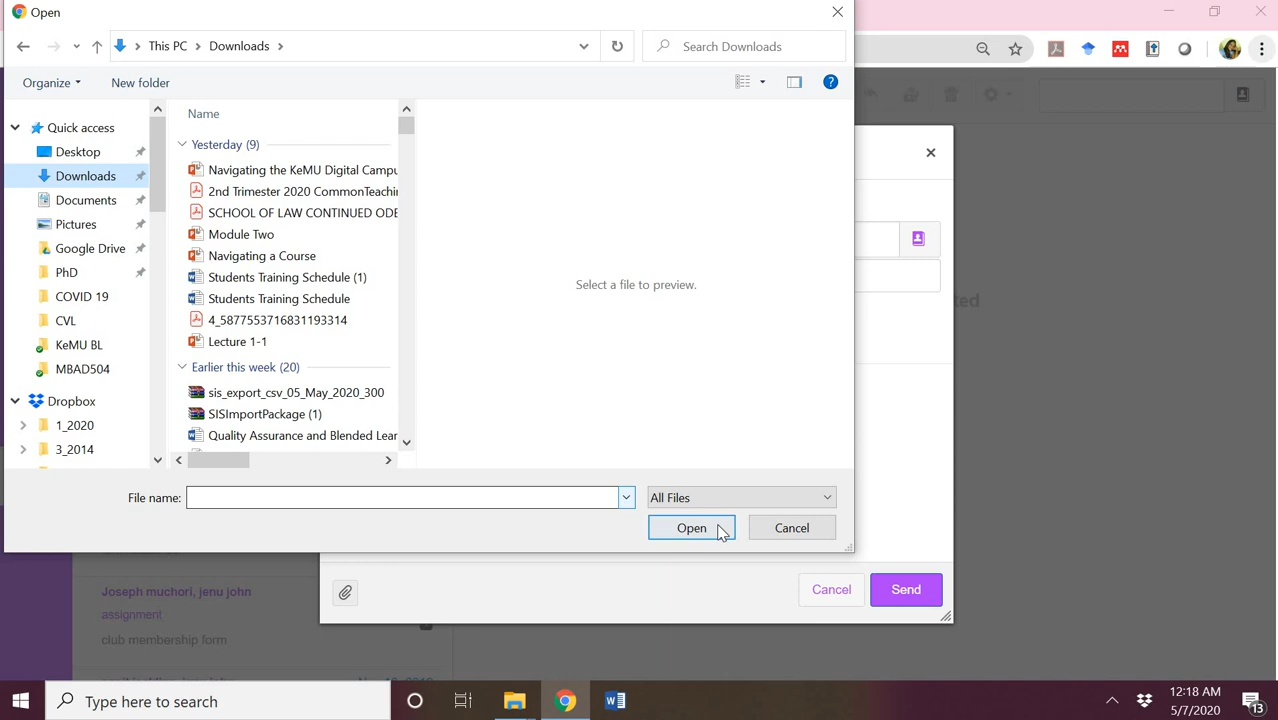 Open
This PC
Downloads
Search Downloads
Organize
New folder
Quick access
Desktop
Downloads
Documents
Pictures
Google Drive
PhD
COVID 19
CVL
KeMU BL
MBAD504
Dropbox
1_2020
3_2014
Name
Yesterday (9)
Navigating the KeMU Digital Campu
2nd Trimester 2020 CommonTeachin
SCHOOL OF LAW CONTINUED ODE
Module Two
Navigating a Course
Students Training Schedule (1)
Students Training Schedule
4_5877553716831193314
Lecture 1-1
Earlier this week (20)
sis_export_csv_05_May_2020_300
SISImportPackage (1)
Quality Assurance and Blended Lear
Select a file to preview.
File name:
All Files
Open
Cancel
ted
Cancel
Send
Joseph muchori, jenu john
assignment
club membership form
Type here to search
12:18 AM
5/7/2020
13